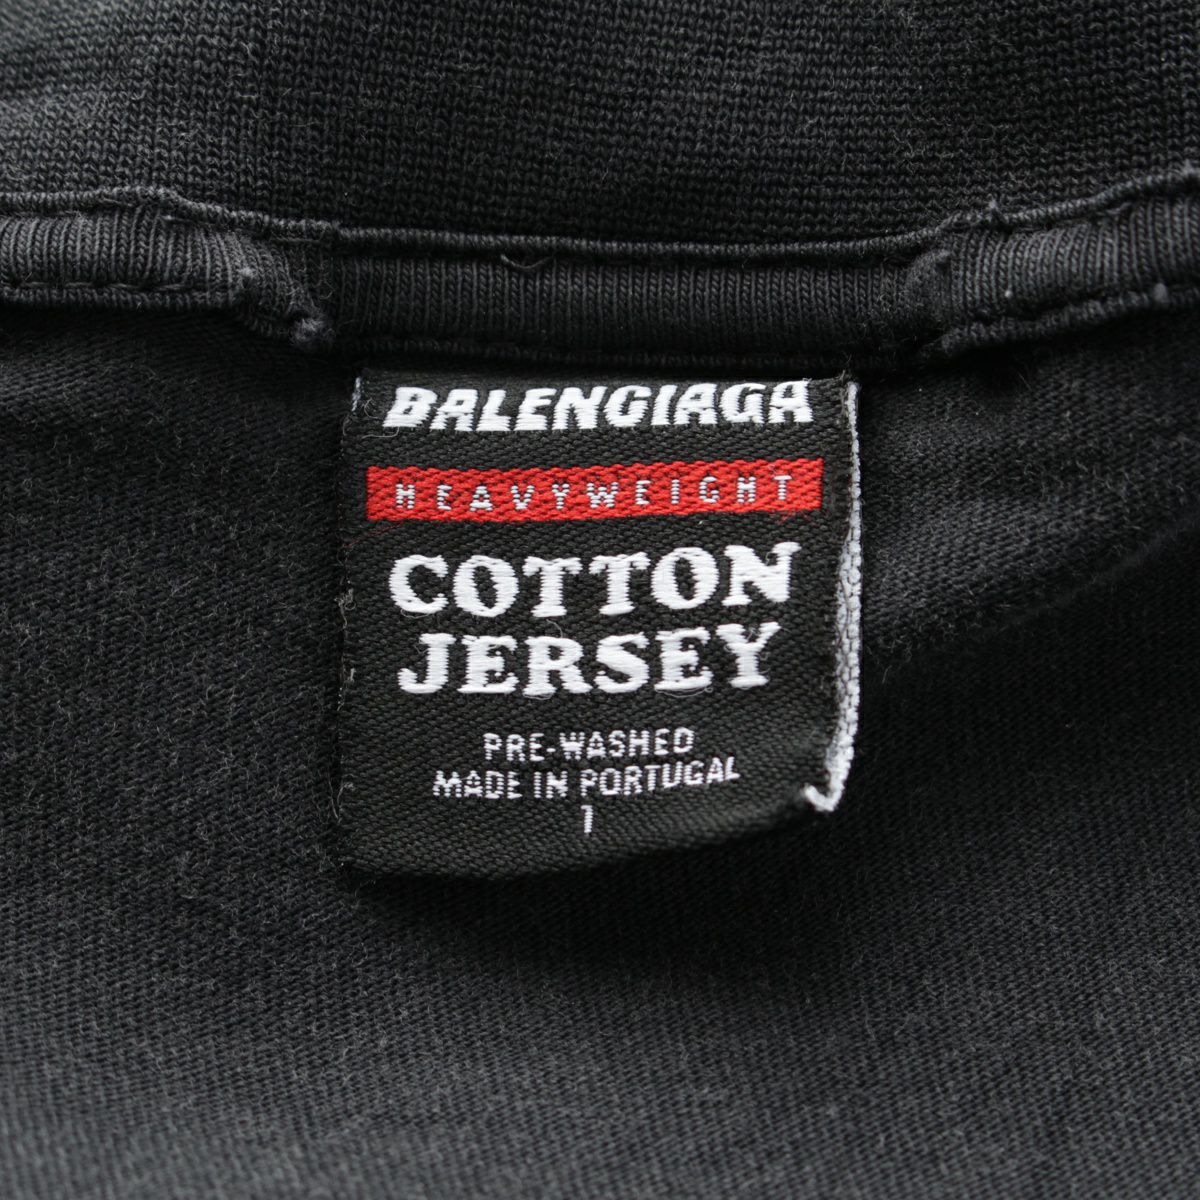 BALENCIAGA
HEAVYWEIGHT
COTTON
JERSEY
PRE-WASHED
MADE IN PORTUGAL
1